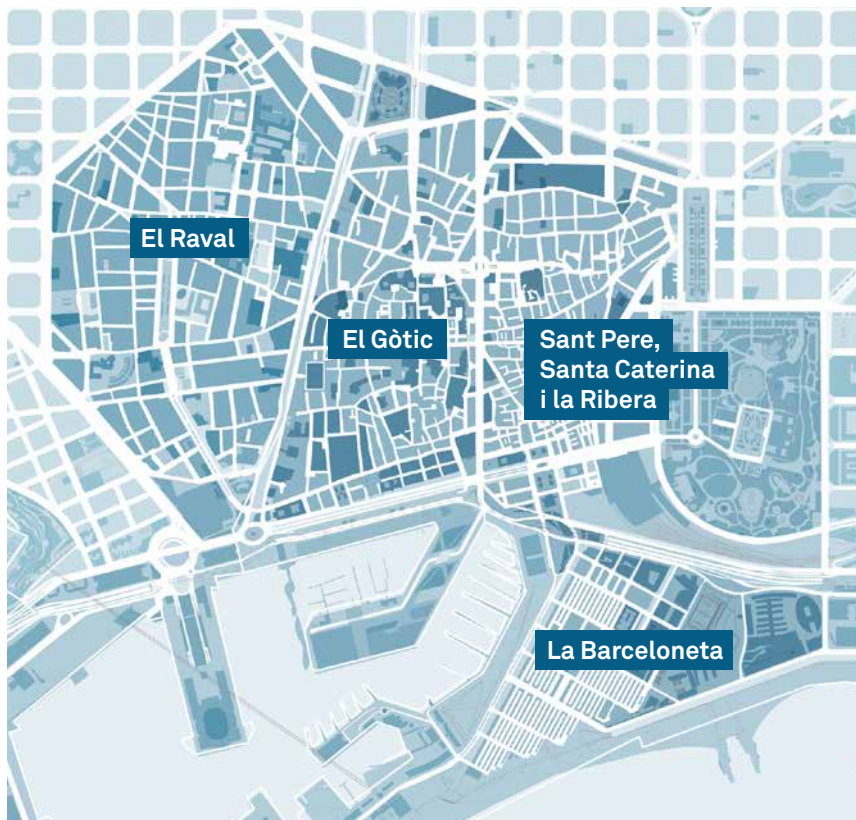 El Raval
El Gòtic
Sant Pere,
Santa Caterina
i la Ribera
La Barceloneta